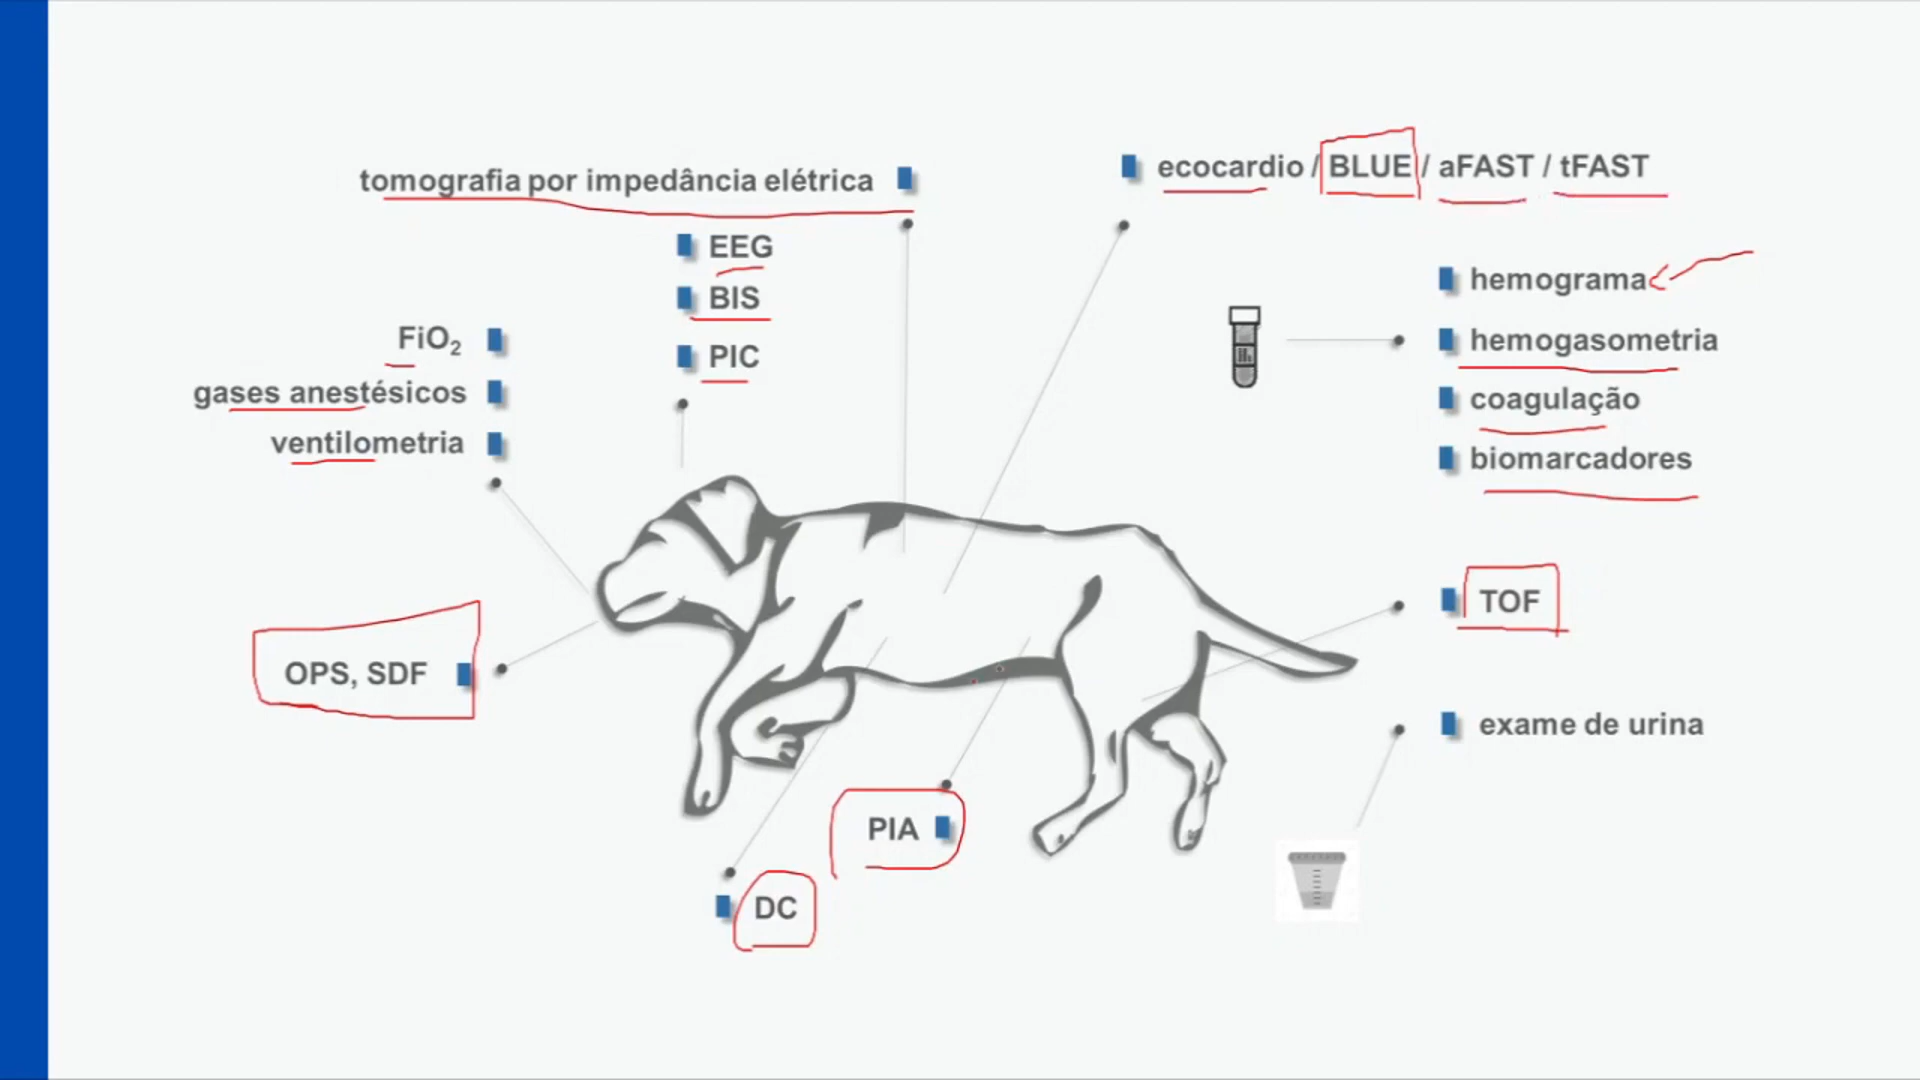 tomografia por impedância elétrica
ecocardio / BLUE / aFAST / tFAST
EEG
BIS
PIC
FiO₂
gases anestésicos
ventilometria
hemograma
hemogasometria
coagulação
biomarcadores
TOF
OPS, SDF
exame de urina
PIA
DC